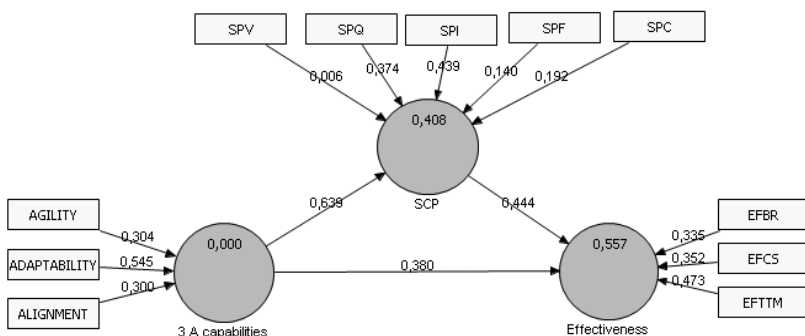 SPV
SPQ
SPI
SPF
SPC
0,006
0,374
0,439
0,140
0,192
0,408
SCP
0,639
0,444
AGILITY
ADAPTABILITY
ALIGNMENT
0,304
0,545
0,300
0,000
3 A capabilities
0,380
0,557
Effectiveness
0,335
0,352
0,473
EFBR
EFCS
EFTTM